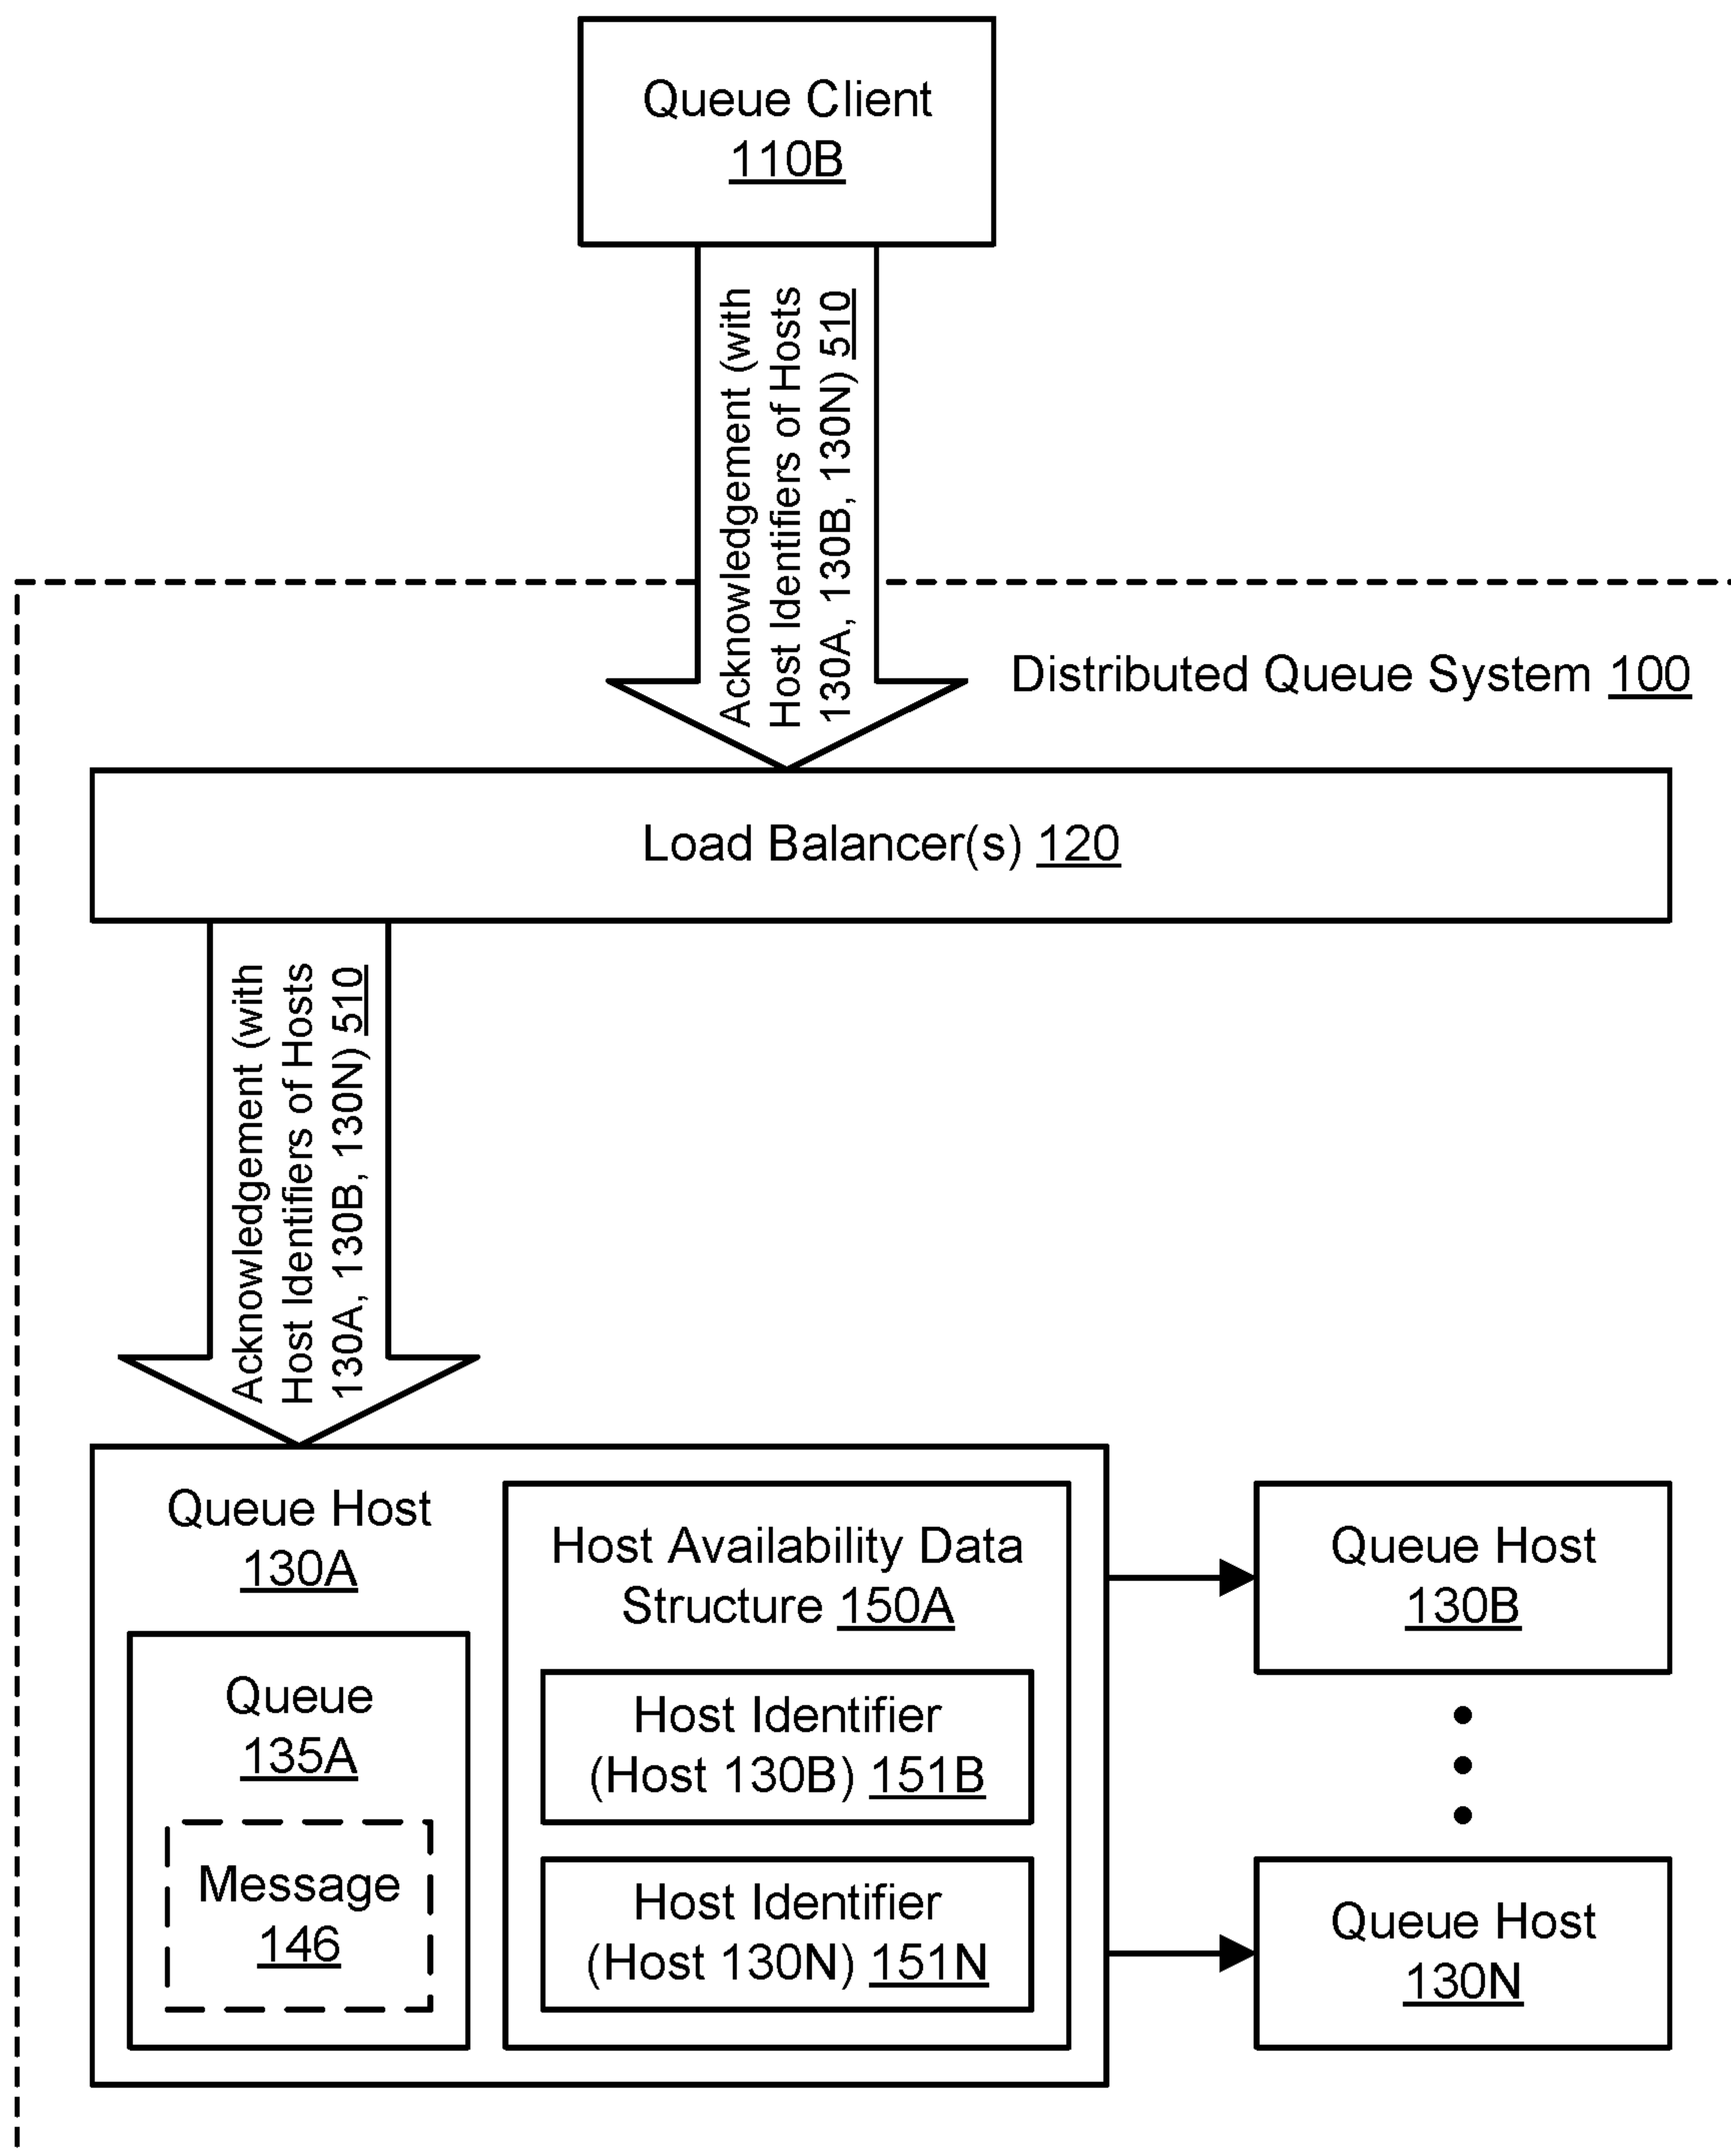 Queue Client
110B
Acknowledgement (with
Host Identifiers of Hosts
130A, 130B, 130N) 510
Distributed Queue System 100
Load Balancer(s) 120
Acknowledgement (with
Host Identifiers of Hosts
130A, 130B, 130N) 510
Queue Host
130A
Queue
135A
Message
146
Host Availability Data
Structure 150A
Host Identifier
(Host 130B) 151B
Host Identifier
(Host 130N) 151N
Queue Host
130B
Queue Host
130N